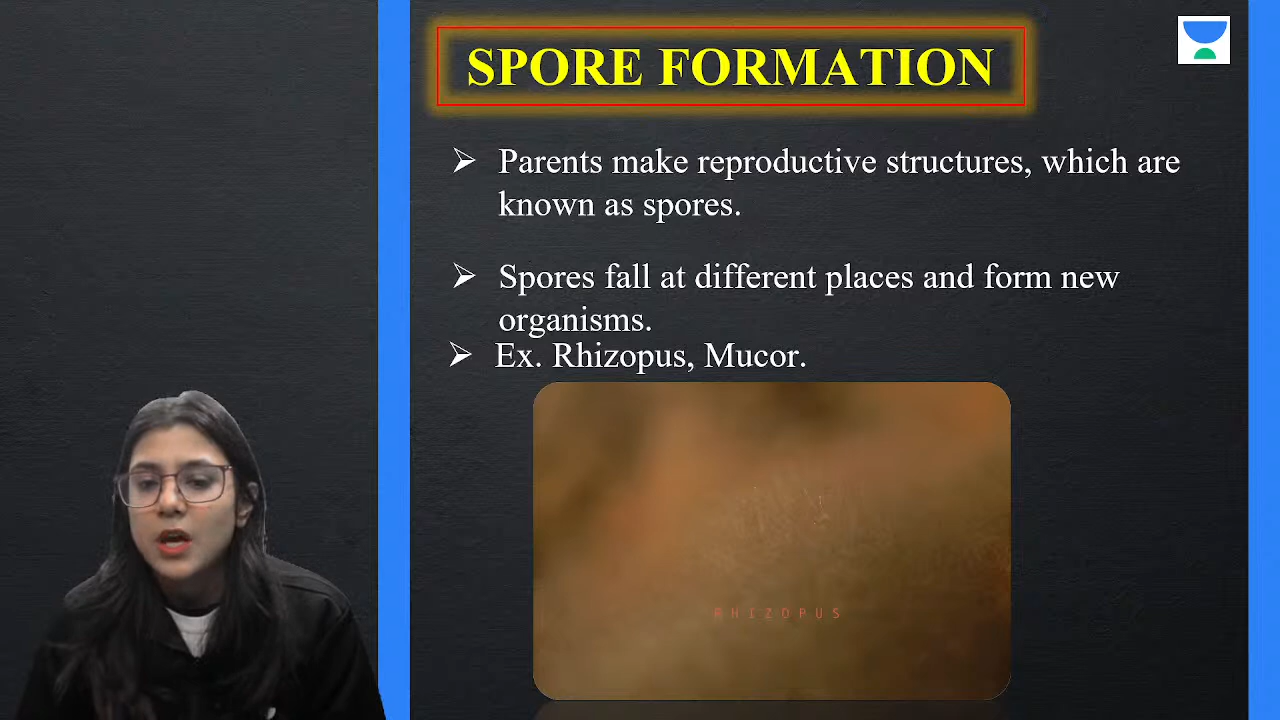 SPORE FORMATION
➢ Parents make reproductive structures, which are
known as spores.
➢ Spores fall at different places and form new
organisms.
➢ Ex. Rhizopus, Mucor.
RHIZOPUS